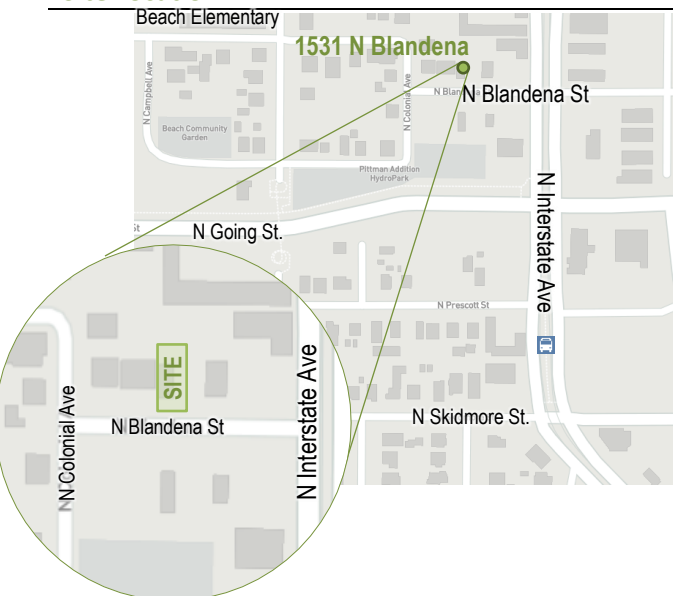 Beach Elementary
1531 N Blandena
N Campbell Ave
N Colonial Ave
N Blandena St
Beach Community
Garden
Pittman Addition
HydroPark
N Interstate Ave
St
N Going St.
N Prescott St
N Skidmore St.
SITE
N Colonial Ave
N Blandena St
N Interstate Ave